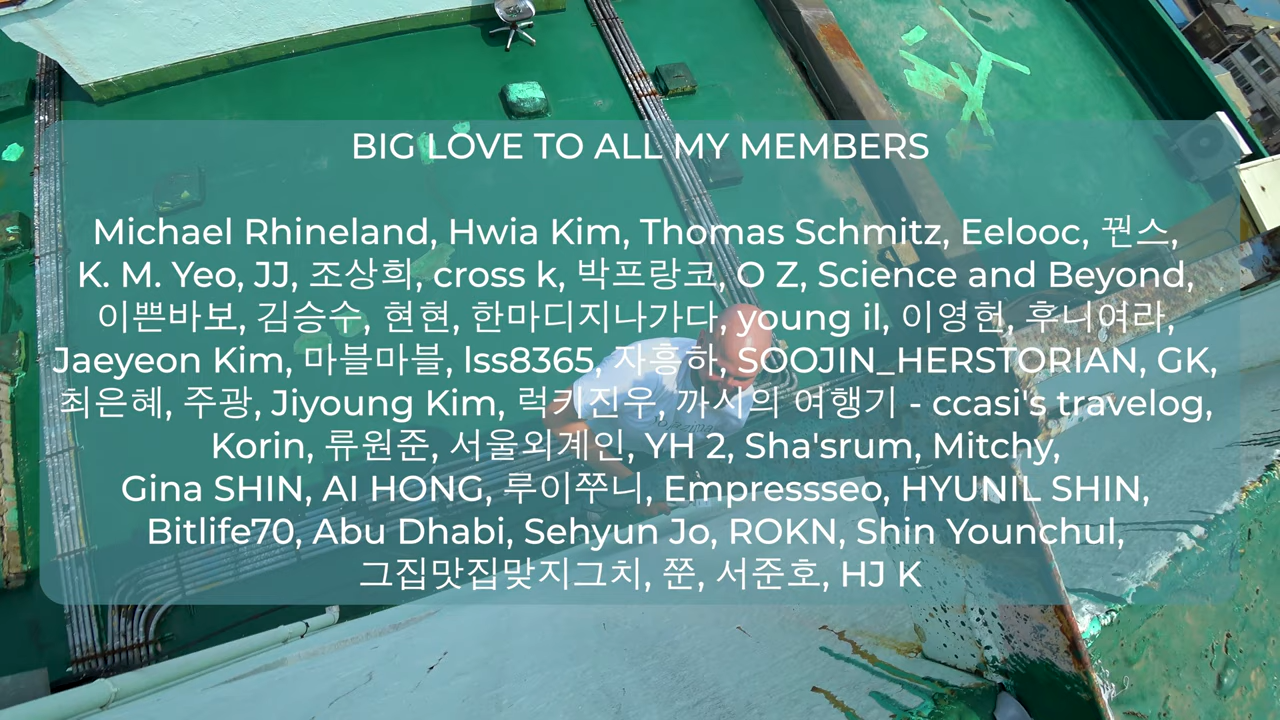 BIG LOVE TO ALL MY MEMBERS
Michael Rhineland, Hwia Kim, Thomas Schmitz, Eelooc, 꿘스,
K. M. Yeo, JJ, 조상희, cross k, 박프랑코, O Z, Science and Beyond,
이쁜바보, 김승수, 현현, 한마디지나가다, young il, 이영헌, 후니여라,
Jaeyeon Kim, 마블마블, lss8365, 자흥하, SOOJIN_HERSTORIAN, GK,
최은혜, 주광, Jiyoung Kim, 럭키진우, 까시의 여행기 - ccasi's travelog,
Korin, 류원준, 서울외계인, YH 2, Sha'srum, Mitchy,
Gina SHIN, AI HONG, 루이쭈니, Empressseo, HYUNIL SHIN,
Bitlife70, Abu Dhabi, Sehyun Jo, ROKN, Shin Younchul,
그집맛집맞지그치, 쭌, 서준호, HJ K